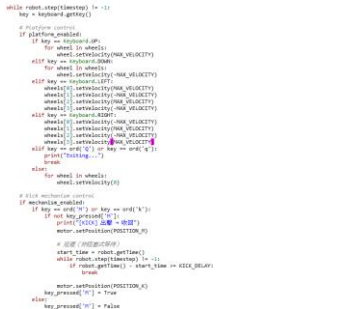 while robot.step(timestep) != -1:
key = keyboard.getKey()
# Platform control
if platform_enabled:
if key == Keyboard.UP:
for wheel in wheels:
wheel.setVelocity(MAX_VELOCITY)
elif key == Keyboard.DOWN:
for wheel in wheels:
wheel.setVelocity(-MAX_VELOCITY)
elif key == Keyboard.LEFT:
wheels[0].setVelocity(MAX_VELOCITY)
wheels[1].setVelocity(-MAX_VELOCITY)
wheels[2].setVelocity(MAX_VELOCITY)
wheels[3].setVelocity(-MAX_VELOCITY)
elif key == Keyboard.RIGHT:
wheels[0].setVelocity(-MAX_VELOCITY)
wheels[1].setVelocity(MAX_VELOCITY)
wheels[2].setVelocity(-MAX_VELOCITY)
wheels[3].setVelocity(MAX_VELOCITY)
elif key == ord('Q') or key == ord('q'):
print("Exiting...")
break
else:
for wheel in wheels:
wheel.setVelocity(0)
# Kick mechanism control
if mechanism_enabled:
if key == ord('M') or key == ord('k'):
if not key_pressed['M']:
print("[KICK] 出擊 → 收回")
motor.setPosition(POSITION_M)
#
start_time = robot.getTime()
while robot.step(timestep) != -1:
if robot.getTime() - start_time >= KICK_DELAY:
break
motor.setPosition(POSITION_K)
key_pressed['M'] = True
else:
key_pressed['M'] = False